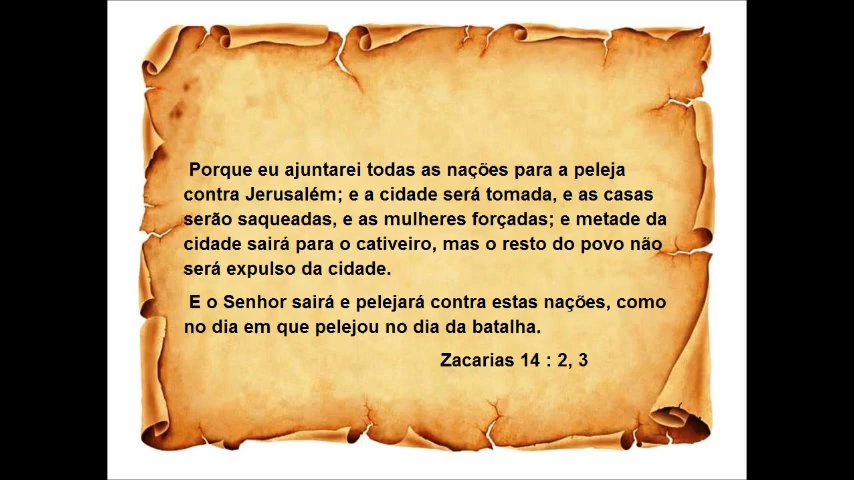 Porque eu ajuntarei todas as nações para a peleja
contra Jerusalém; e a cidade será tomada, e as casas
serão saqueadas, e as mulheres forçadas; e metade da
cidade sairá para o cativeiro, mas o resto do povo não
será expulso da cidade.
E o Senhor sairá e pelejará contra estas nações, como
no dia em que pelejou no dia da batalha.
Zacarias 14 : 2, 3